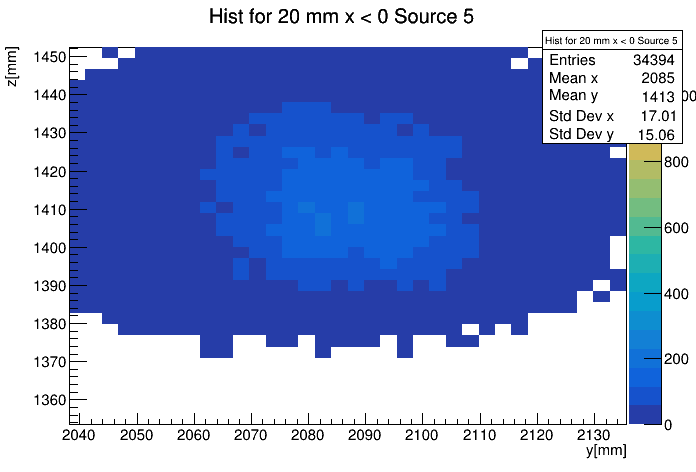 Hist for 20 mm x < 0 Source 5
Hist for 20 mm x < 0 Source 5
Entries 34394
Mean x 2085
Mean y 1413
Std Dev x 17.01
Std Dev y 15.06
z[mm]
1450
1440
1430
1420
1410
1400
1390
1380
1370
1360
800
600
400
200
0
2040 2050 2060 2070 2080 2090 2100 2110 2120 2130
y[mm]